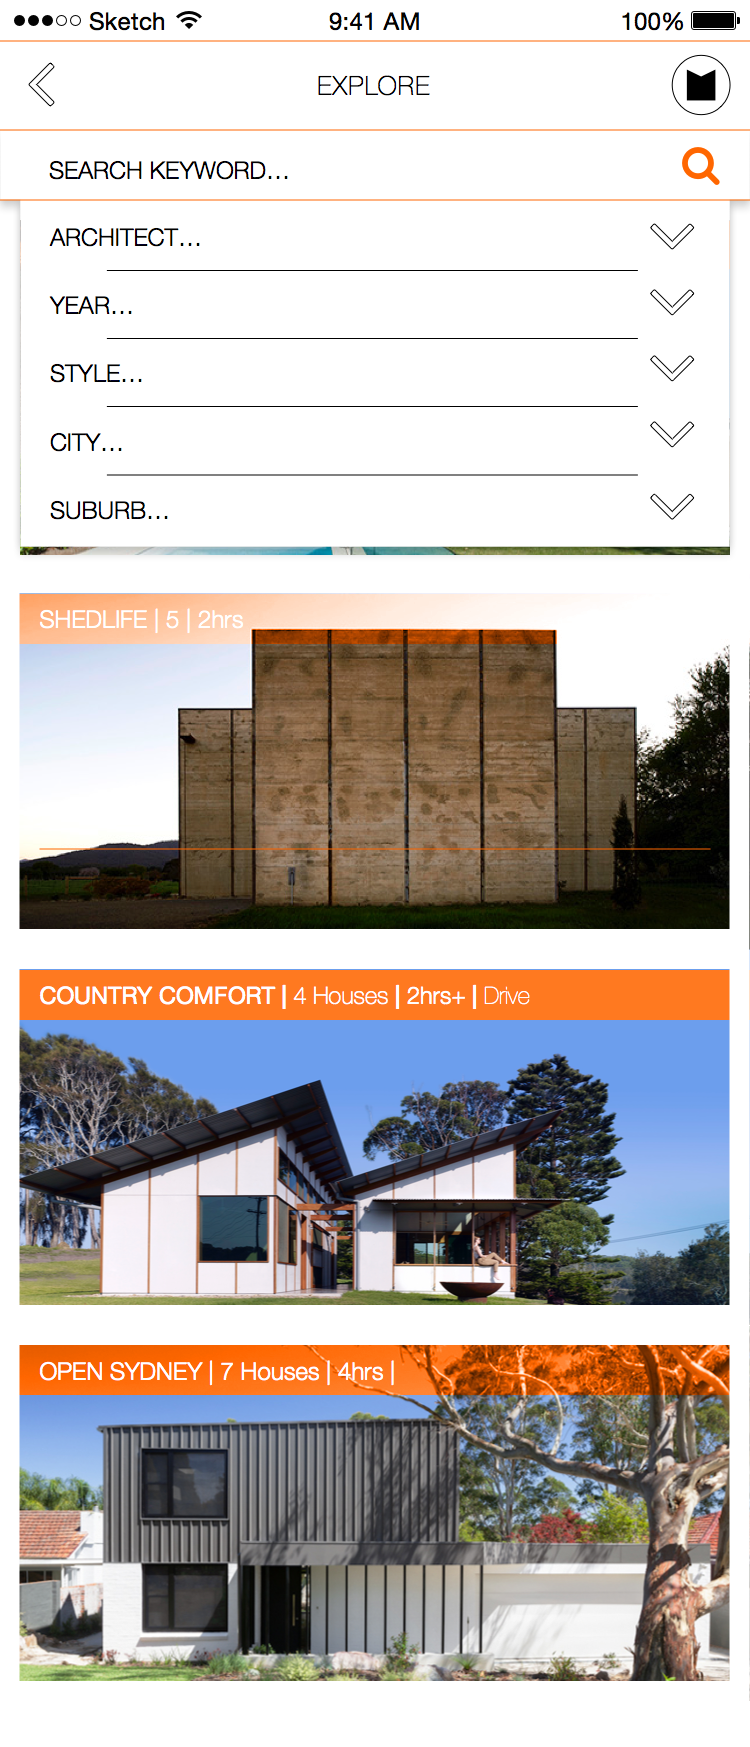 Sketch 9:41 AM 100%
EXPLORE
SEARCH KEYWORD...
ARCHITECT...
YEAR...
STYLE...
CITY...
SUBURB...
SHEDLIFE | 5 | 2hrs
COUNTRY COMFORT | 4 Houses | 2hrs+ | Drive
OPEN SYDNEY | 7 Houses | 4hrs |